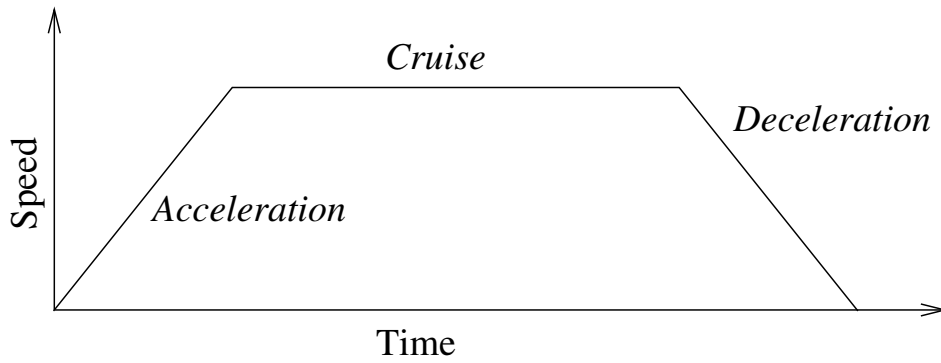 Cruise
Deceleration
Acceleration
Speed
Time